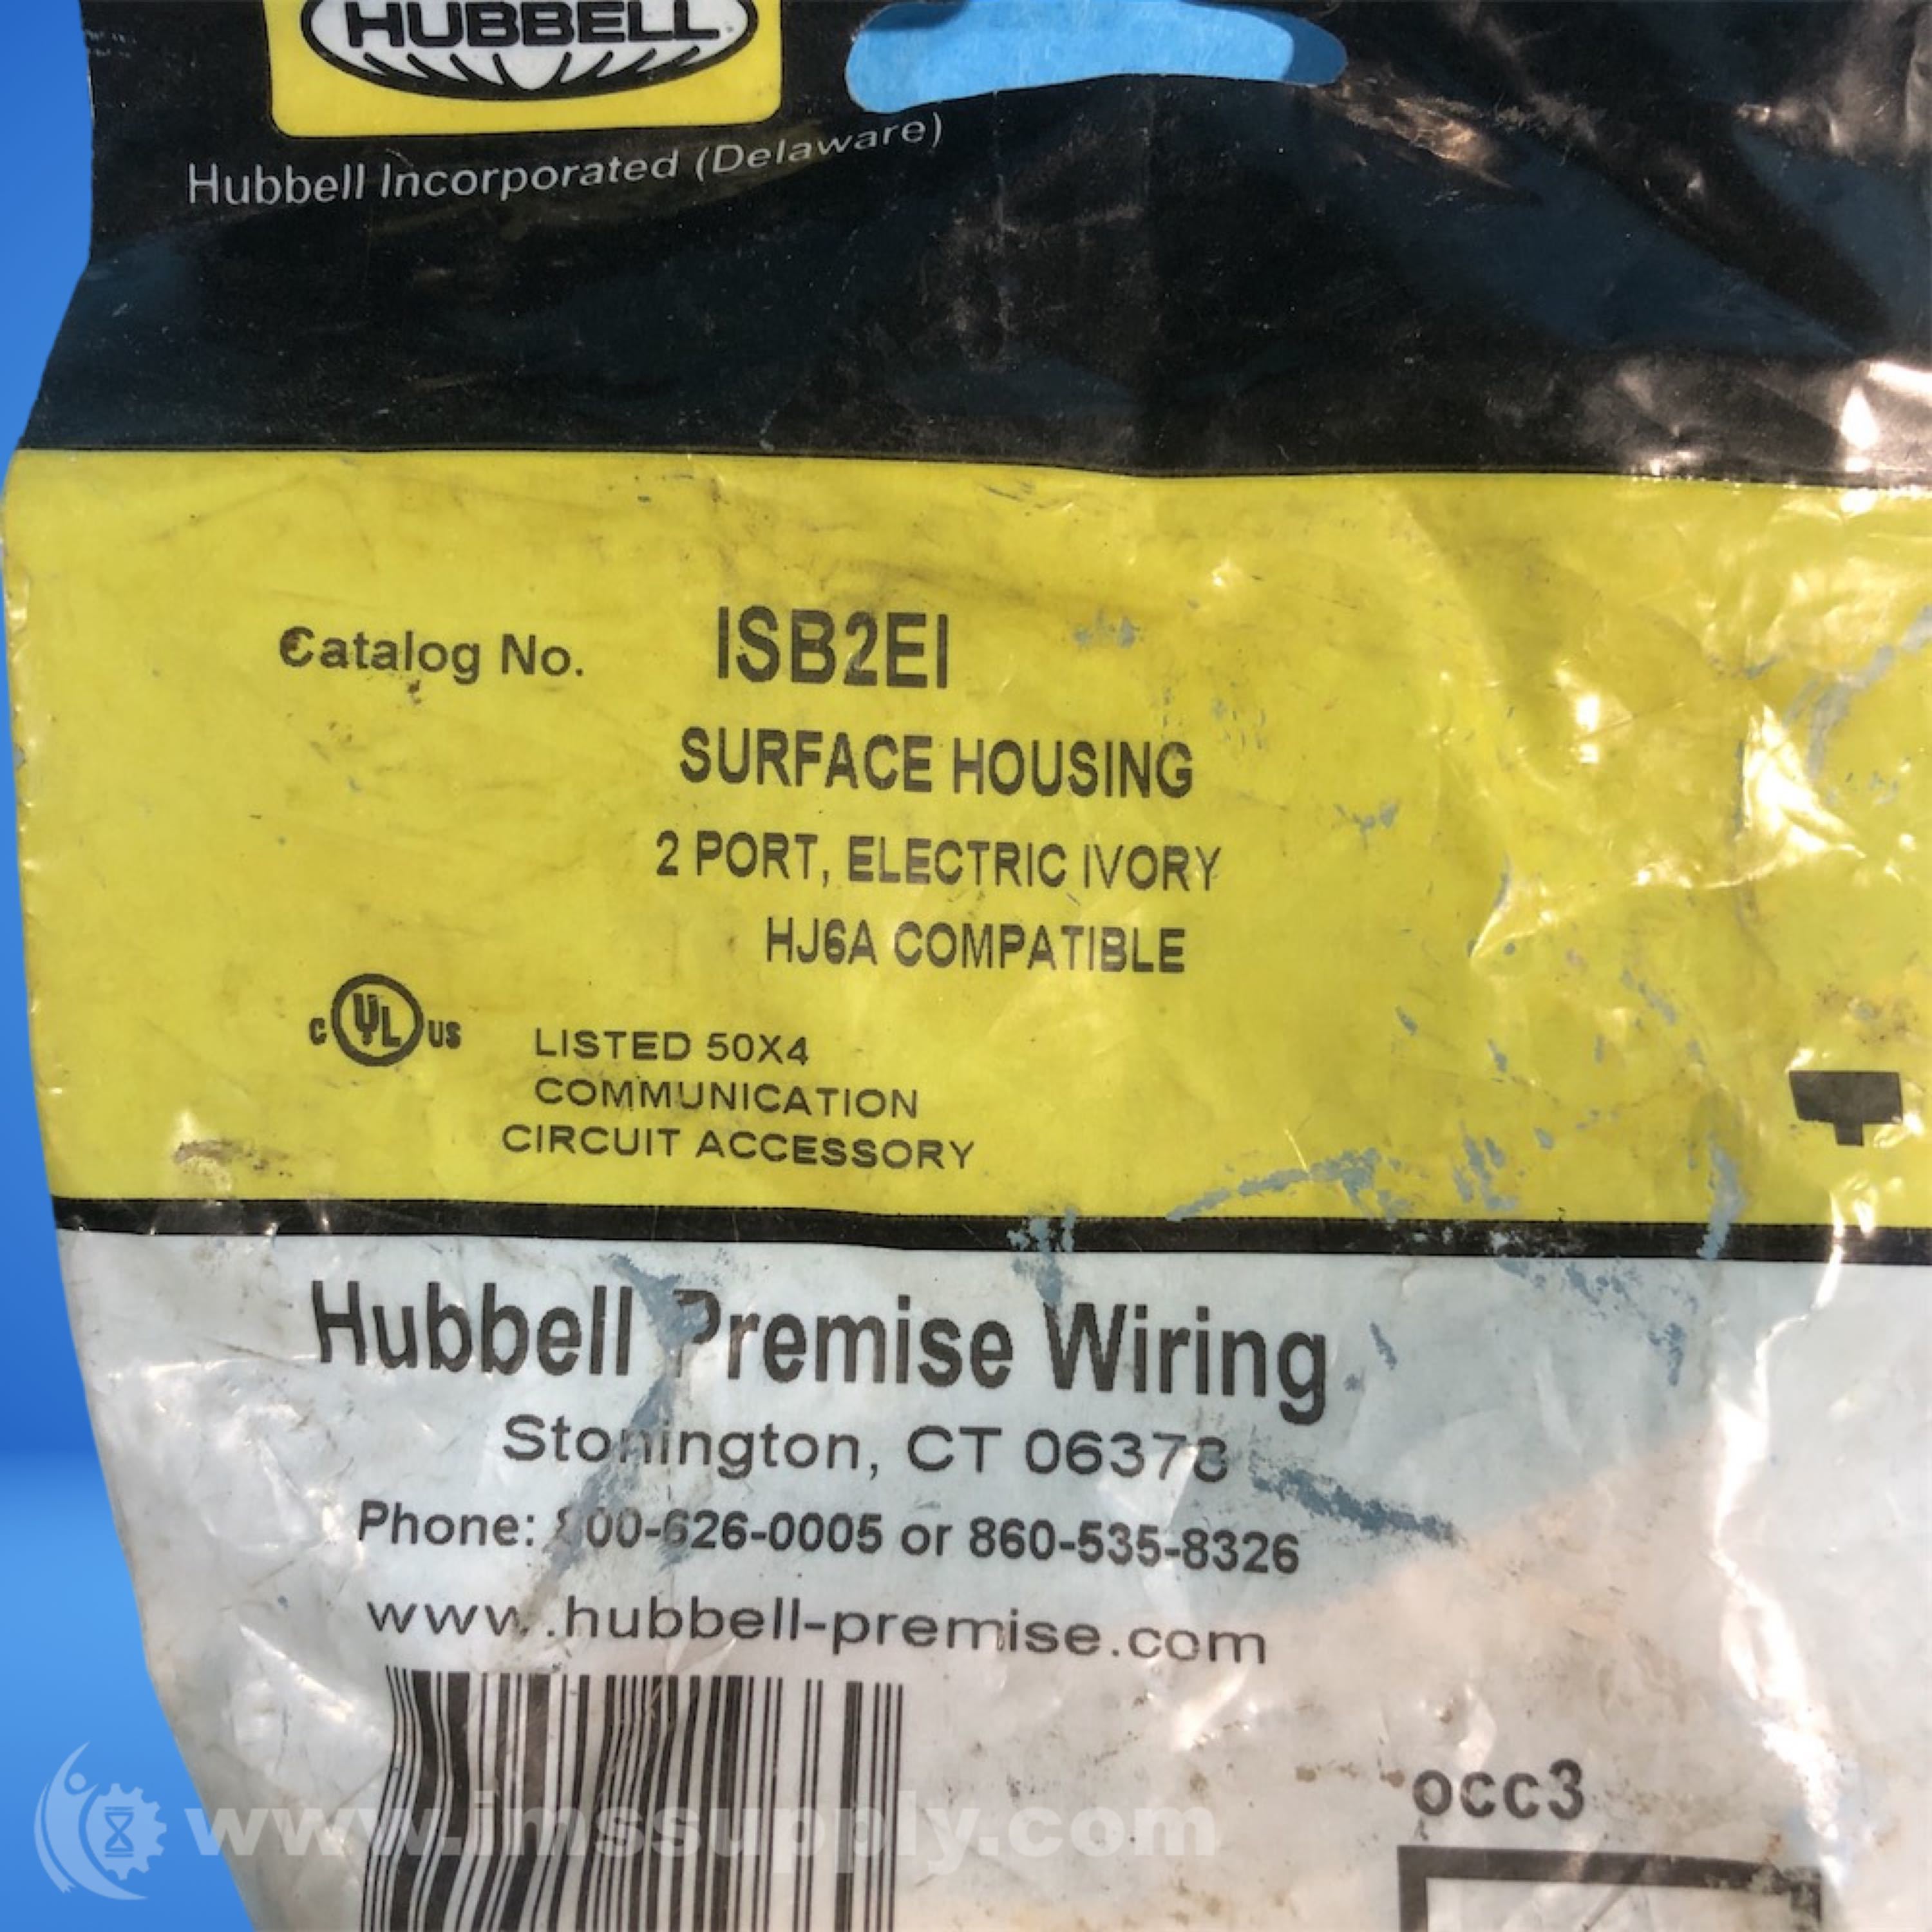 HUBBELL
Hubbell Incorporated (Delaware)
Catalog No. ISB2EI
SURFACE HOUSING
2 PORT, ELECTRIC IVORY
HJ6A COMPATIBLE
C UL US LISTED 50X4
COMMUNICATION
CIRCUIT ACCESSORY
Hubbell Premise Wiring
Stonington, CT 06378
Phone: 800-626-0005 or 860-535-8326
www.hubbell-premise.com
occ3
www.imssupply.com